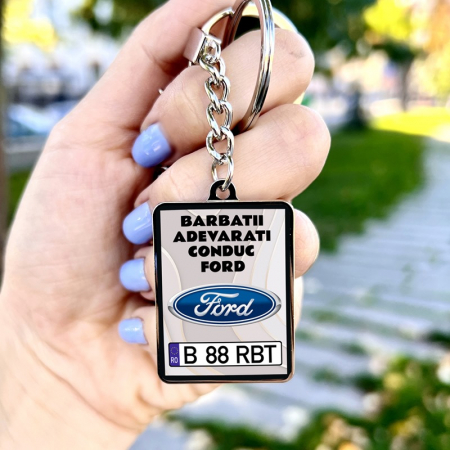 BARBATII
ADEVARATI
CONDUC
FORD
Ford
RO B 88 RBT